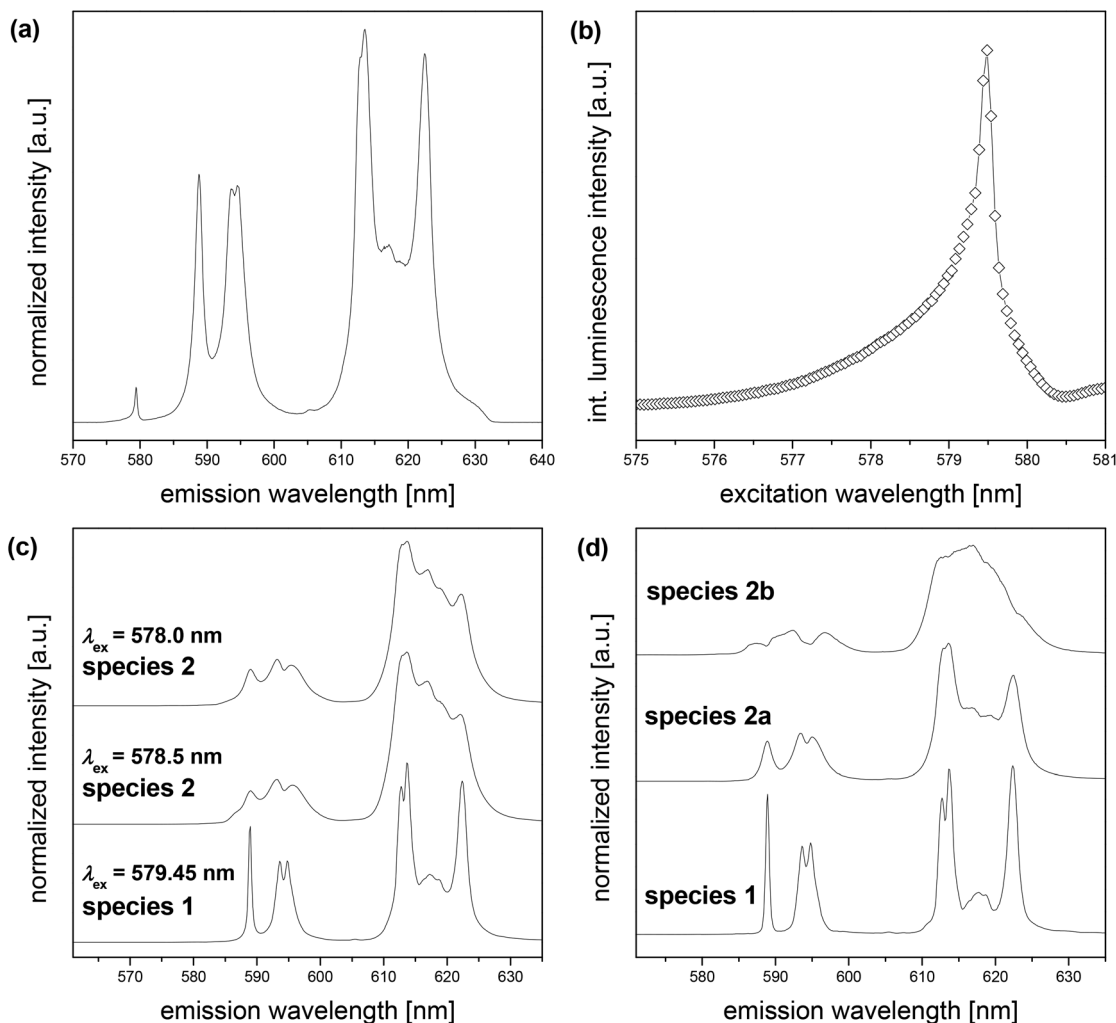 (a)
normalized intensity [a.u.]
570 580 590 600 610 620 630 640
emission wavelength [nm]
(b)
int. luminescence intensity [a.u.]
575 576 577 578 579 580 581
excitation wavelength [nm]
(c)
normalized intensity [a.u.]
λex = 578.0 nm
species 2
λex = 578.5 nm
species 2
λex = 579.45 nm
species 1
570 580 590 600 610 620 630
emission wavelength [nm]
(d)
normalized intensity [a.u.]
species 2b
species 2a
species 1
580 590 600 610 620 630
emission wavelength [nm]